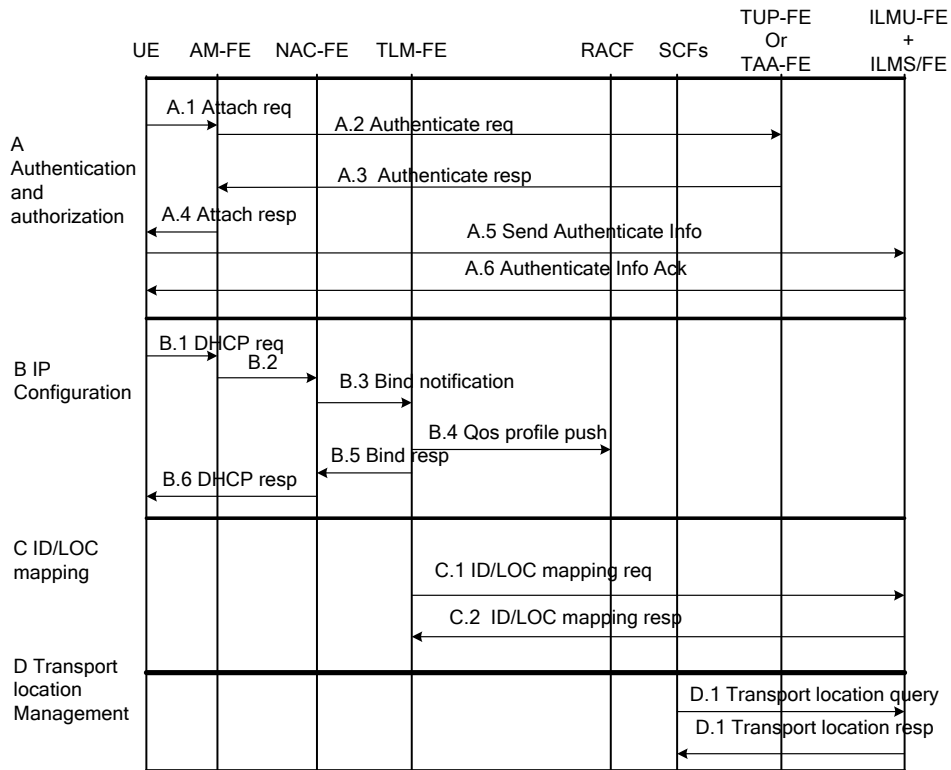 TUP-FE
Or
TAA-FE
ILMU-FE
+
ILMS/FE
UE
AM-FE
NAC-FE
TLM-FE
RACF
SCFs
A
Authentication
and
authorization
A.1 Attach req
A.2 Authenticate req
A.3 Authenticate resp
A.4 Attach resp
A.5 Send Authenticate Info
A.6 Authenticate Info Ack
B IP
Configuration
B.1 DHCP req
B.2
B.3 Bind notification
B.4 Qos profile push
B.5 Bind resp
B.6 DHCP resp
C ID/LOC
mapping
C.1 ID/LOC mapping req
C.2 ID/LOC mapping resp
D Transport
location
Management
D.1 Transport location query
D.1 Transport location resp